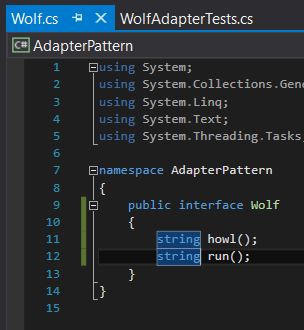 Wolf.cs WolfAdapterTests.cs
C# AdapterPattern
1 using System;
2 using System.Collections.Gene
3 using System.Linq;
4 using System.Text;
5 using System.Threading.Tasks
6
7 namespace AdapterPattern
8 {
9 public interface Wolf
10 {
11 string howl();
12 string run();
13 }
14 }
15